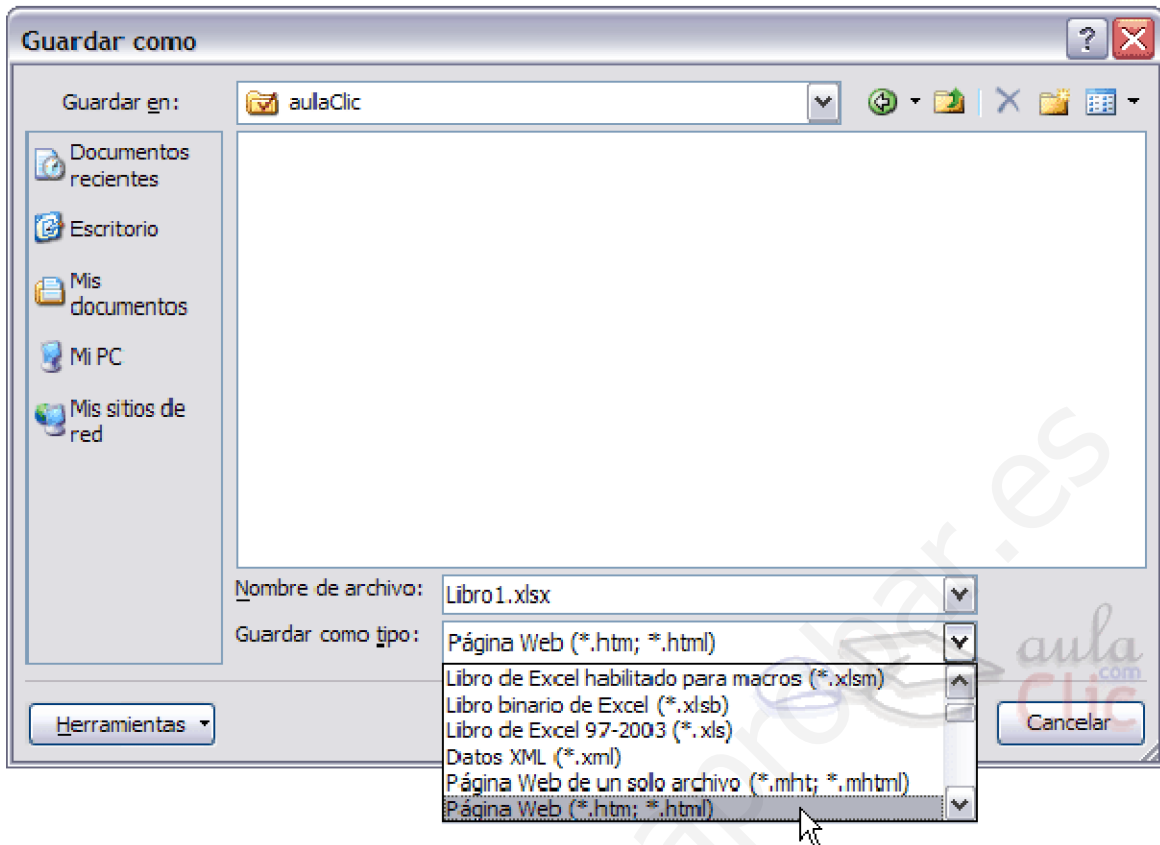 Guardar como
Guardar en:
aulaClic
Documentos
recientes
Escritorio
Mis
documentos
Mi PC
Mis sitios de
red
Nombre de archivo:
Libro1.xlsx
Guardar como tipo:
Página Web (*.htm; *.html)
Libro de Excel habilitado para macros (*.xlsm)
Libro binario de Excel (*.xlsb)
Libro de Excel 97-2003 (*.xls)
Datos XML (*.xml)
Página Web de un solo archivo (*.mht; *.mhtml)
Página Web (*.htm; *.html)
Herramientas
Cancelar
aula
.com
Clic
aprobar.es